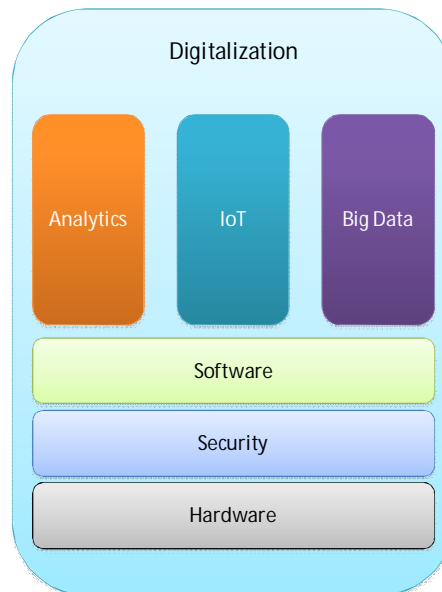 Digitalization
Analytics
IoT
Big Data
Software
Security
Hardware